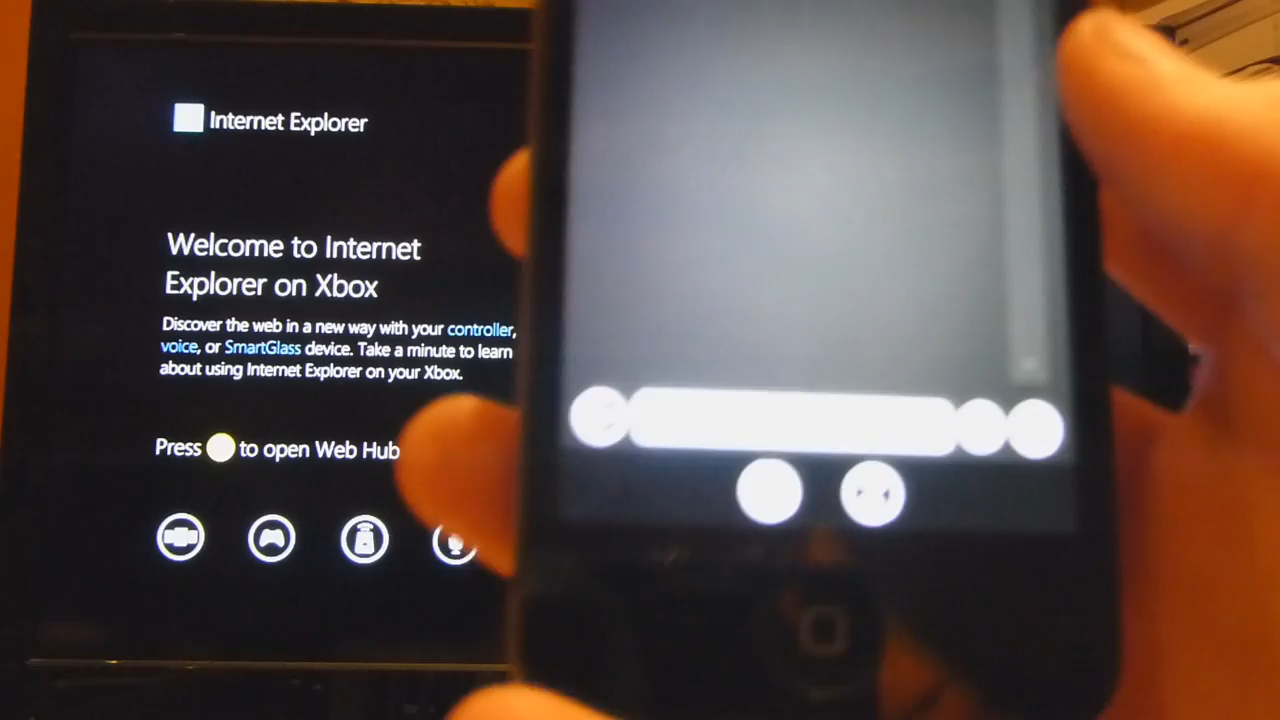 Internet Explorer
Welcome to Internet
Explorer on Xbox
Discover the web in a new way with your controller,
voice, or SmartGlass device. Take a minute to learn
about using Internet Explorer on your Xbox.
Press to open Web Hub